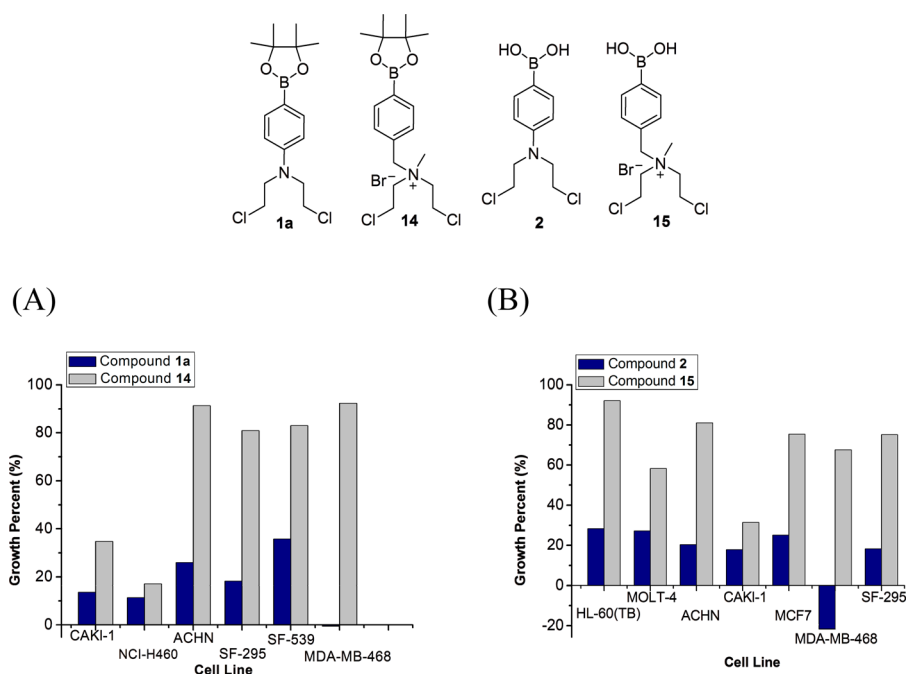 O O
B
N
Cl Cl
1a
O O
B
Br⁻ N
+
Cl Cl
14
HO OH
B
N
Cl Cl
2
HO OH
B
Br⁻ N
+
Cl Cl
15
(A)
Compound 1a
Compound 14
Growth Percent (%)
100
80
60
40
20
0
CAKI-1
NCI-H460
ACHN
SF-295
SF-539
MDA-MB-468
Cell Line
(B)
Compound 2
Compound 15
Growth Percent (%)
100
80
60
40
20
0
-20
HL-60(TB)
MOLT-4
ACHN
CAKI-1
MCF7
MDA-MB-468
SF-295
Cell Line